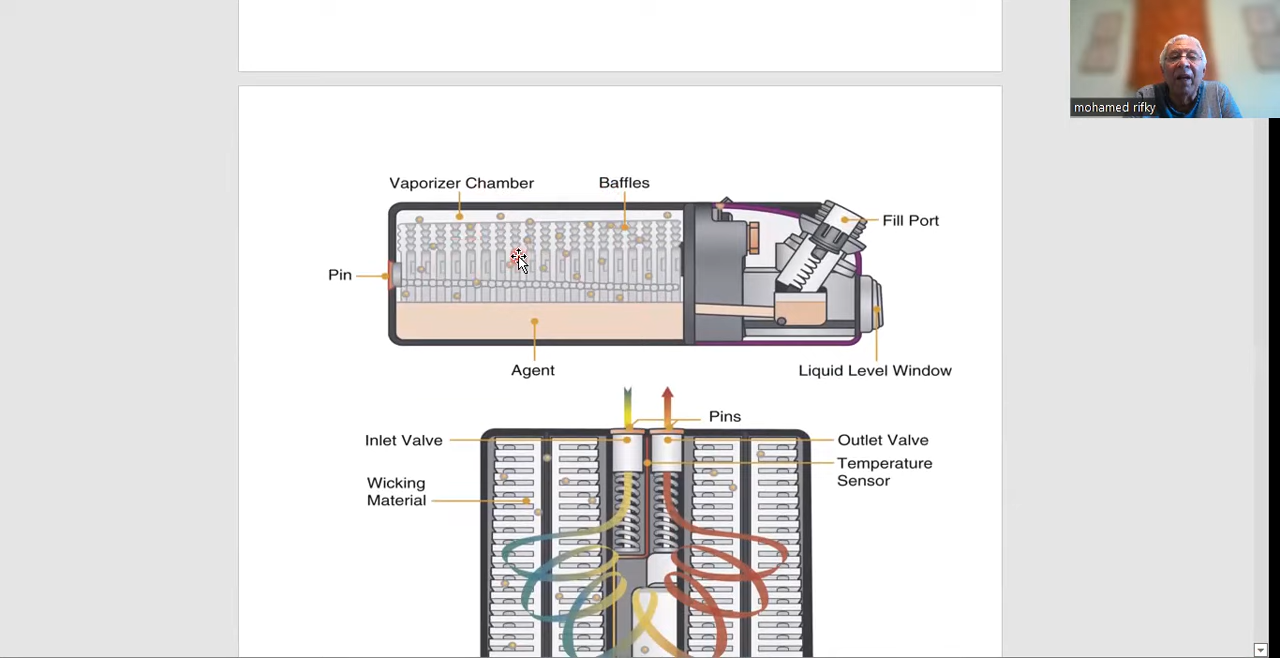 mohamed rifky
Vaporizer Chamber
Baffles
Fill Port
Pin
Agent
Liquid Level Window
Pins
Inlet Valve
Outlet Valve
Temperature
Sensor
Wicking
Material